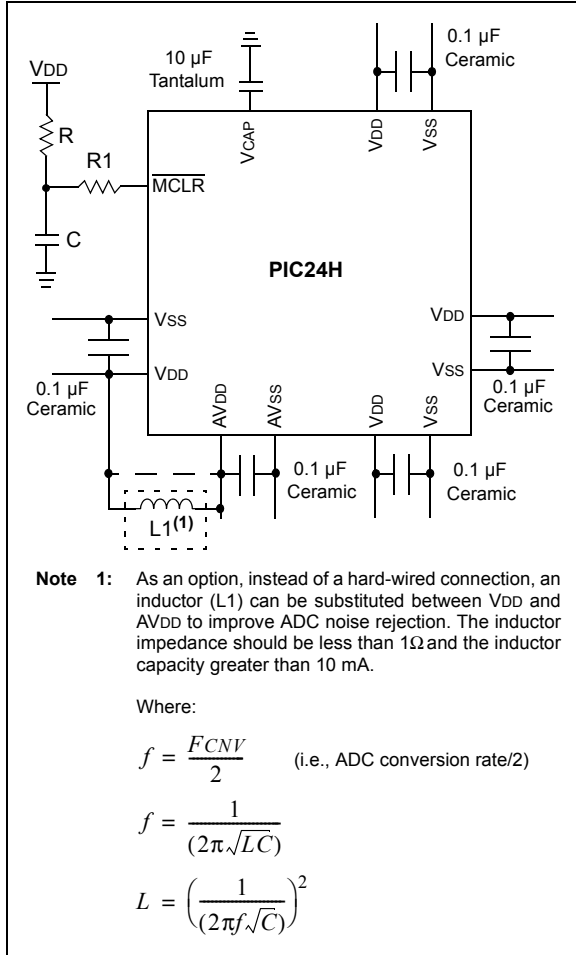 10 µF
Tantalum
0.1 µF
Ceramic
VDD
R
R1
C
VCAP
VDD
VSS
MCLR
PIC24H
VSS
VDD
VDD
VSS
0.1 µF
Ceramic
0.1 µF
Ceramic
AVDD
AVSS
VDD
VSS
0.1 µF
Ceramic
0.1 µF
Ceramic
L1(1)
Note 1: As an option, instead of a hard-wired connection, an
inductor (L1) can be substituted between VDD and
AVDD to improve ADC noise rejection. The inductor
impedance should be less than 1Ω and the inductor
capacity greater than 10 mA.
Where:
f = FCNV / 2 (i.e., ADC conversion rate/2)
f = 1 / (2π√LC)
L = (1 / (2πf√C))²